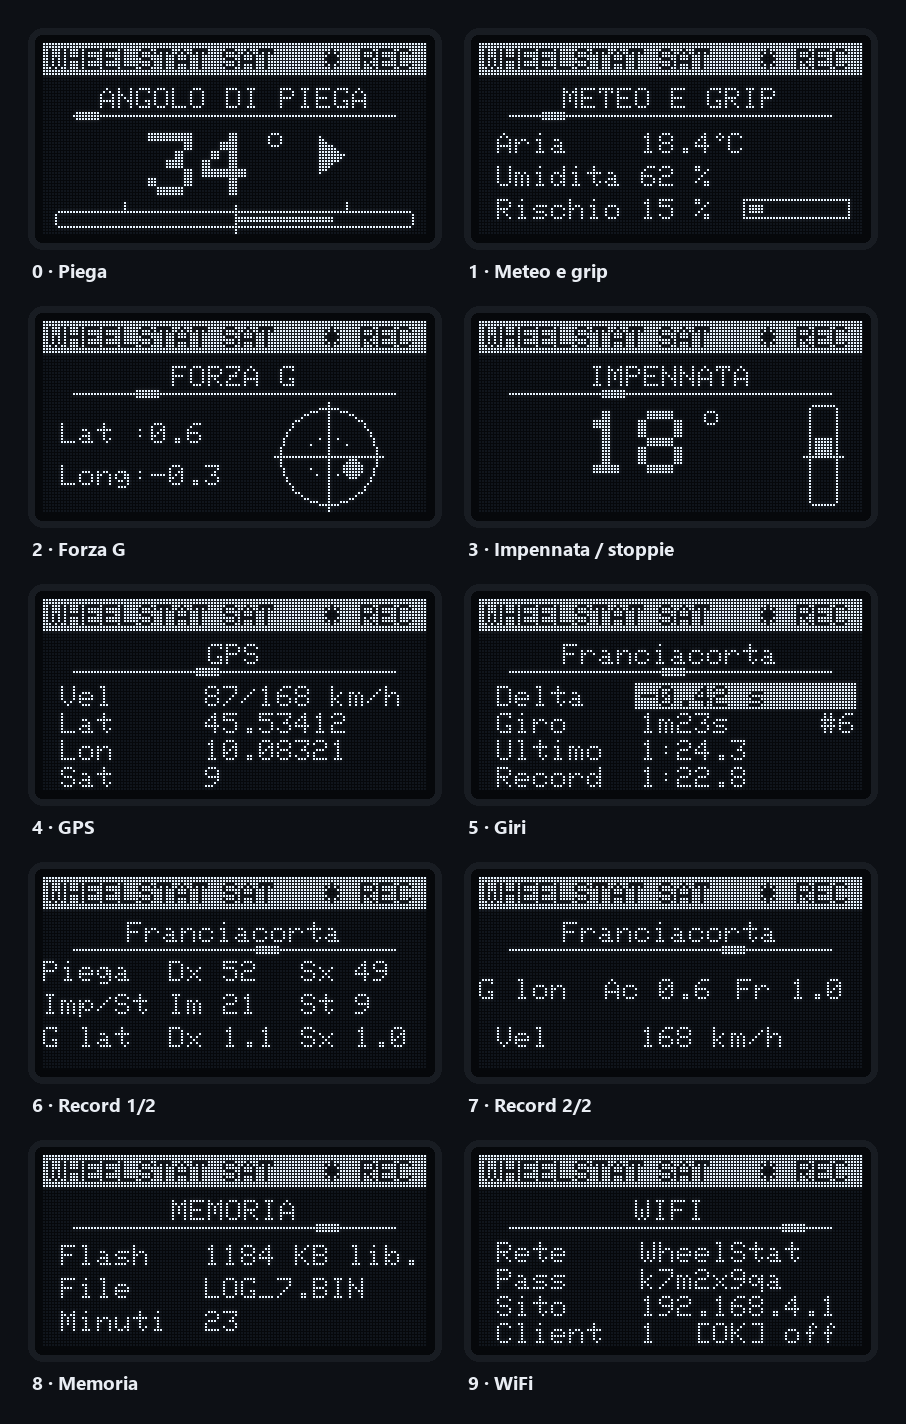 WHEELSTAT SAT * REC
ANGOLO DI PIEGA
34°
0 · Piega
WHEELSTAT SAT * REC
METEO E GRIP
Aria 18.4°C
Umidita 62 %
Rischio 15 %
1 · Meteo e grip
WHEELSTAT SAT * REC
FORZA G
Lat :0.6
Long:-0.3
2 · Forza G
WHEELSTAT SAT * REC
IMPENNATA
18°
3 · Impennata / stoppie
WHEELSTAT SAT * REC
GPS
Vel 87/168 km/h
Lat 45.53412
Lon 10.08321
Sat 9
4 · GPS
WHEELSTAT SAT * REC
Franciacorta
Delta -0.48 s
Giro 1m23s #6
Ultimo 1:24.3
Record 1:22.8
5 · Giri
WHEELSTAT SAT * REC
Franciacorta
Piega Dx 52 Sx 49
Imp/St Im 21 St 9
G lat Dx 1.1 Sx 1.0
6 · Record 1/2
WHEELSTAT SAT * REC
Franciacorta
G lon Ac 0.6 Fr 1.0
Vel 168 km/h
7 · Record 2/2
WHEELSTAT SAT * REC
MEMORIA
Flash 1184 KB lib.
File LOG_7.BIN
Minuti 23
8 · Memoria
WHEELSTAT SAT * REC
WIFI
Rete WheelStat
Pass k7m2x9qa
Sito 192.168.4.1
Client 1 [OK] off
9 · WiFi